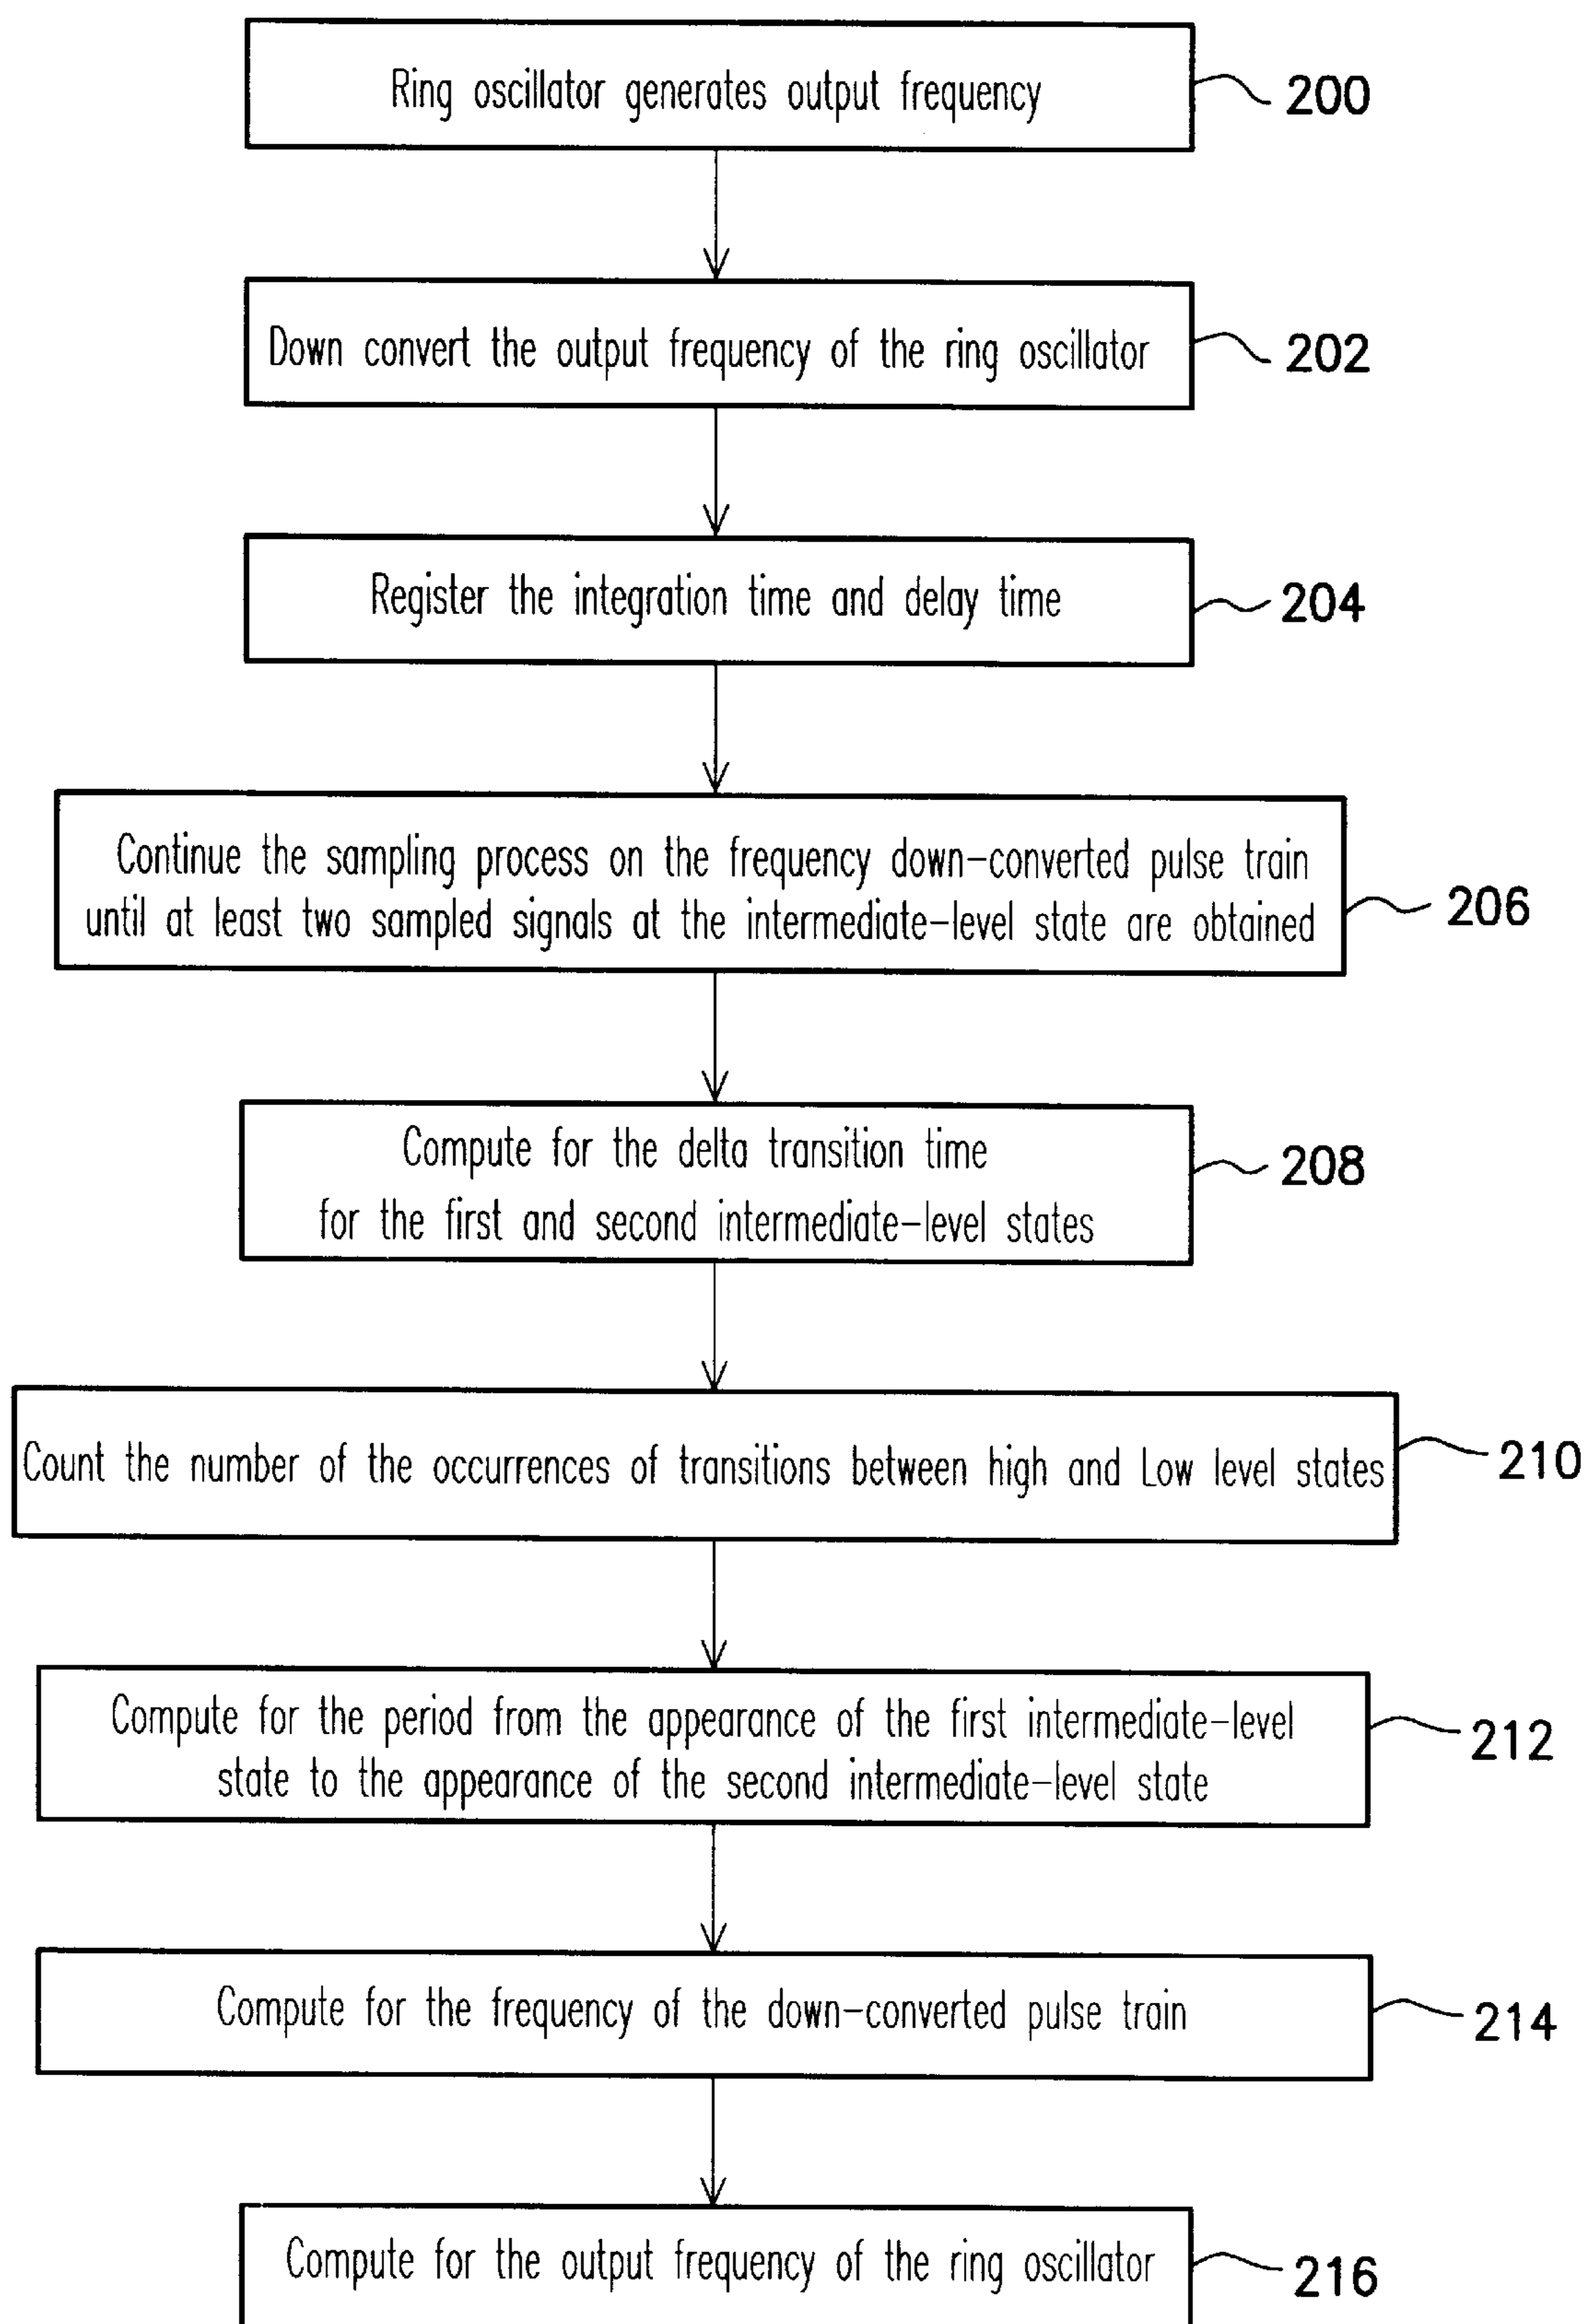 Ring oscillator generates output frequency
200
Down convert the output frequency of the ring oscillator
202
Register the integration time and delay time
204
Continue the sampling process on the frequency down-converted pulse train
until at least two sampled signals at the intermediate-level state are obtained
206
Compute for the delta transition time
for the first and second intermediate-level states
208
Count the number of the occurrences of transitions between high and Low level states
210
Compute for the period from the appearance of the first intermediate-level
state to the appearance of the second intermediate-level state
212
Compute for the frequency of the down-converted pulse train
214
Compute for the output frequency of the ring oscillator
216